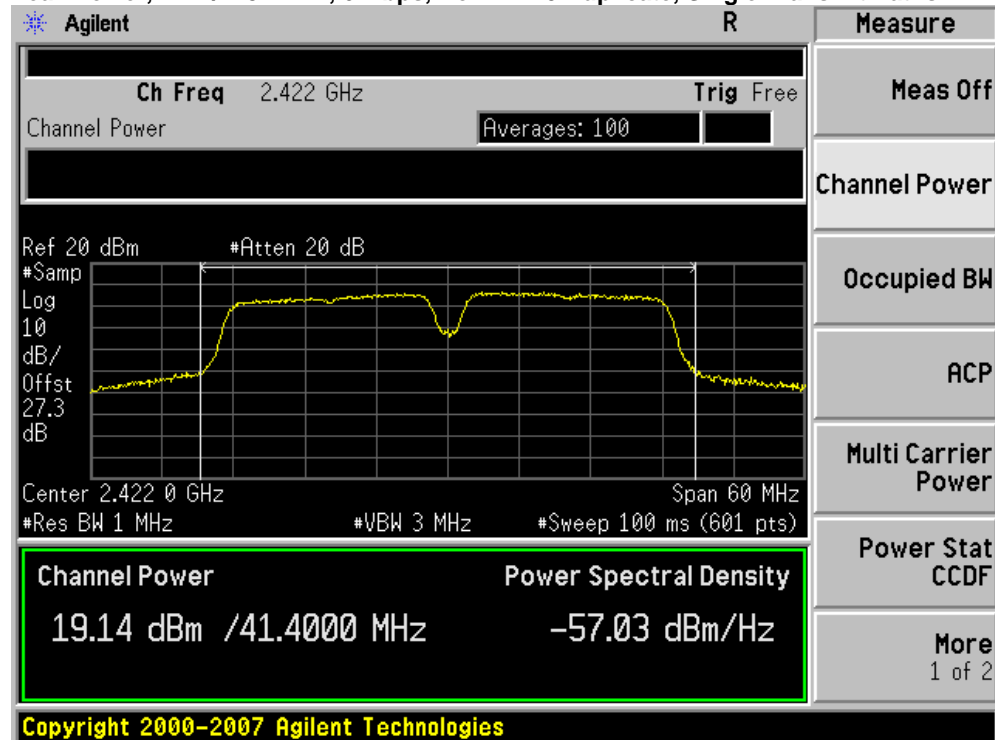 Agilent R Measure
Ch Freq 2.422 GHz Trig Free
Channel Power Averages: 100
Ref 20 dBm #Atten 20 dB
#Samp
Log
10
dB/
Offst
27.3
dB
Center 2.422 0 GHz Span 60 MHz
#Res BW 1 MHz #VBW 3 MHz #Sweep 100 ms (601 pts)
Channel Power Power Spectral Density
19.14 dBm /41.4000 MHz -57.03 dBm/Hz
Meas Off
Channel Power
Occupied BW
ACP
Multi Carrier
Power
Power Stat
CCDF
More
1 of 2
Copyright 2000-2007 Agilent Technologies